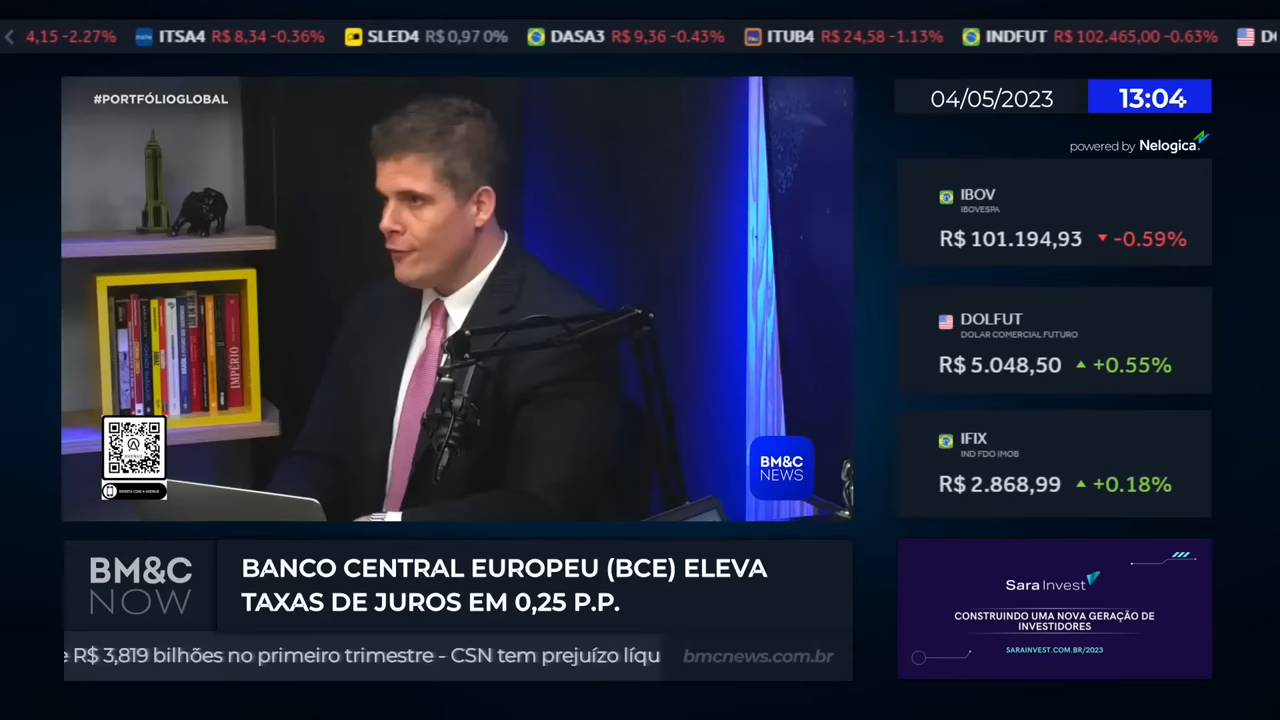 4,15 -2.27% ITSA4 R$ 8,34 -0.36% SLED4 R$ 0,97 0% DASA3 R$ 9,36 -0.43% ITUB4 R$ 24,58 -1.13% INDFUT R$ 102.465,00 -0.63%
#PORTFÓLIOGLOBAL
04/05/2023 13:04
powered by Nelogica
IBOV
IBOVESPA
R$ 101.194,93 -0.59%
DOLFUT
DOLAR COMERCIAL FUTURO
R$ 5.048,50 +0.55%
IFIX
IND FDO IMOB
R$ 2.868,99 +0.18%
IMPÉRIO
AVENUE
INVISTA COM A AVENUE
BM&C
NEWS
BM&C
NOW
BANCO CENTRAL EUROPEU (BCE) ELEVA
TAXAS DE JUROS EM 0,25 P.P.
e R$ 3,819 bilhões no primeiro trimestre - CSN tem prejuízo líqu
bmcnews.com.br
Sara Invest
CONSTRUINDO UMA NOVA GERAÇÃO DE
INVESTIDORES
SARAINVEST.COM.BR/2023